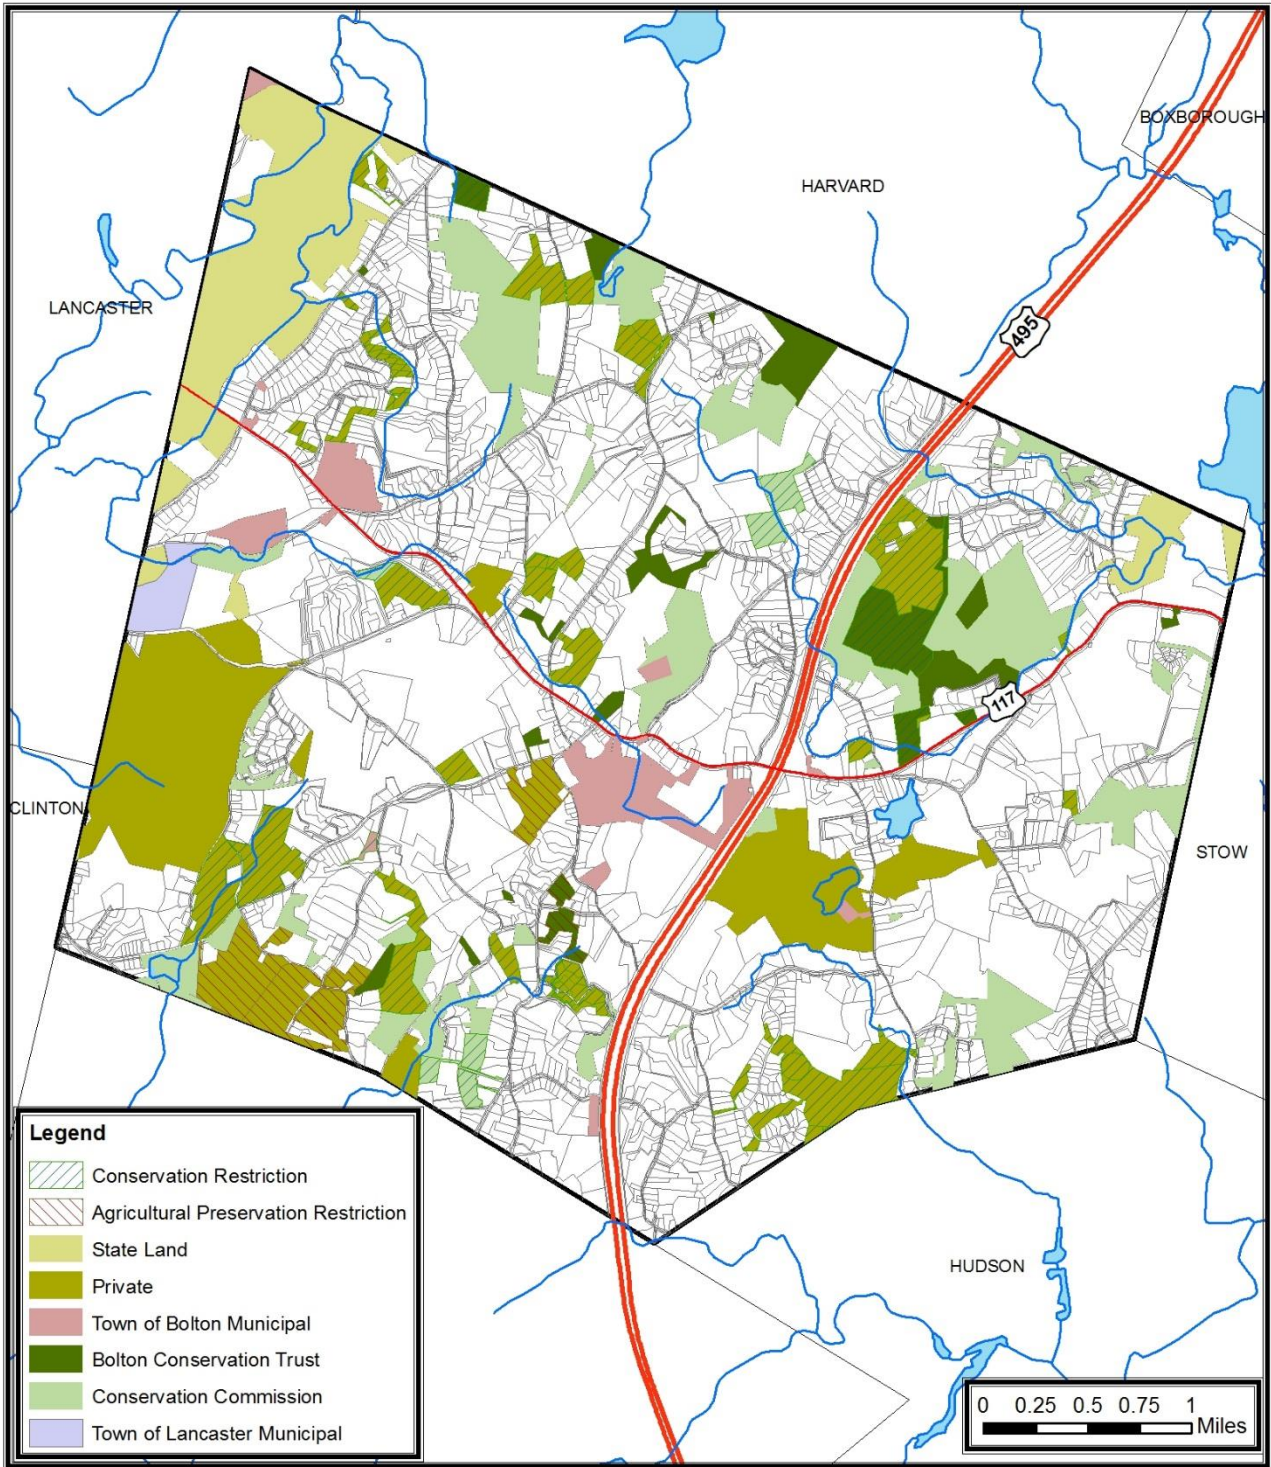 BOXBOROUGH
HARVARD
LANCASTER
495
117
CLINTON
STOW
Legend
Conservation Restriction
Agricultural Preservation Restriction
State Land
Private
Town of Bolton Municipal
Bolton Conservation Trust
Conservation Commission
Town of Lancaster Municipal
HUDSON
0 0.25 0.5 0.75 1
Miles